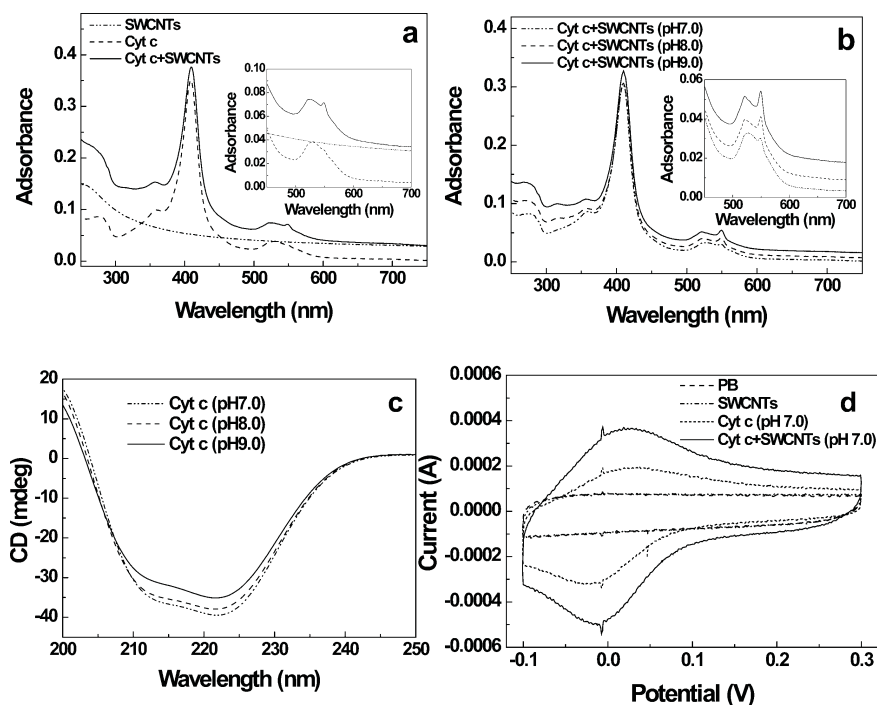 a
SWCNTs
Cyt c
Cyt c+SWCNTs
Adsorbance
0.4
0.3
0.2
0.1
0.0
300 400 500 600 700
Wavelength (nm)
Adsorbance
0.10
0.08
0.06
0.04
0.02
0.00
500 600 700
Wavelength (nm)
b
Cyt c+SWCNTs (pH7.0)
Cyt c+SWCNTs (pH8.0)
Cyt c+SWCNTs (pH9.0)
Adsorbance
0.4
0.3
0.2
0.1
0.0
300 400 500 600 700
Wavelength (nm)
Adsorbance
0.06
0.04
0.02
0.00
500 600 700
Wavelength (nm)
c
Cyt c (pH7.0)
Cyt c (pH8.0)
Cyt c (pH9.0)
CD (mdeg)
20
10
0
-10
-20
-30
-40
200 210 220 230 240 250
Wavelength (nm)
d
PB
SWCNTs
Cyt c (pH 7.0)
Cyt c+SWCNTs (pH 7.0)
Current (A)
0.0006
0.0004
0.0002
0.0000
-0.0002
-0.0004
-0.0006
-0.1 0.0 0.1 0.2 0.3
Potential (V)